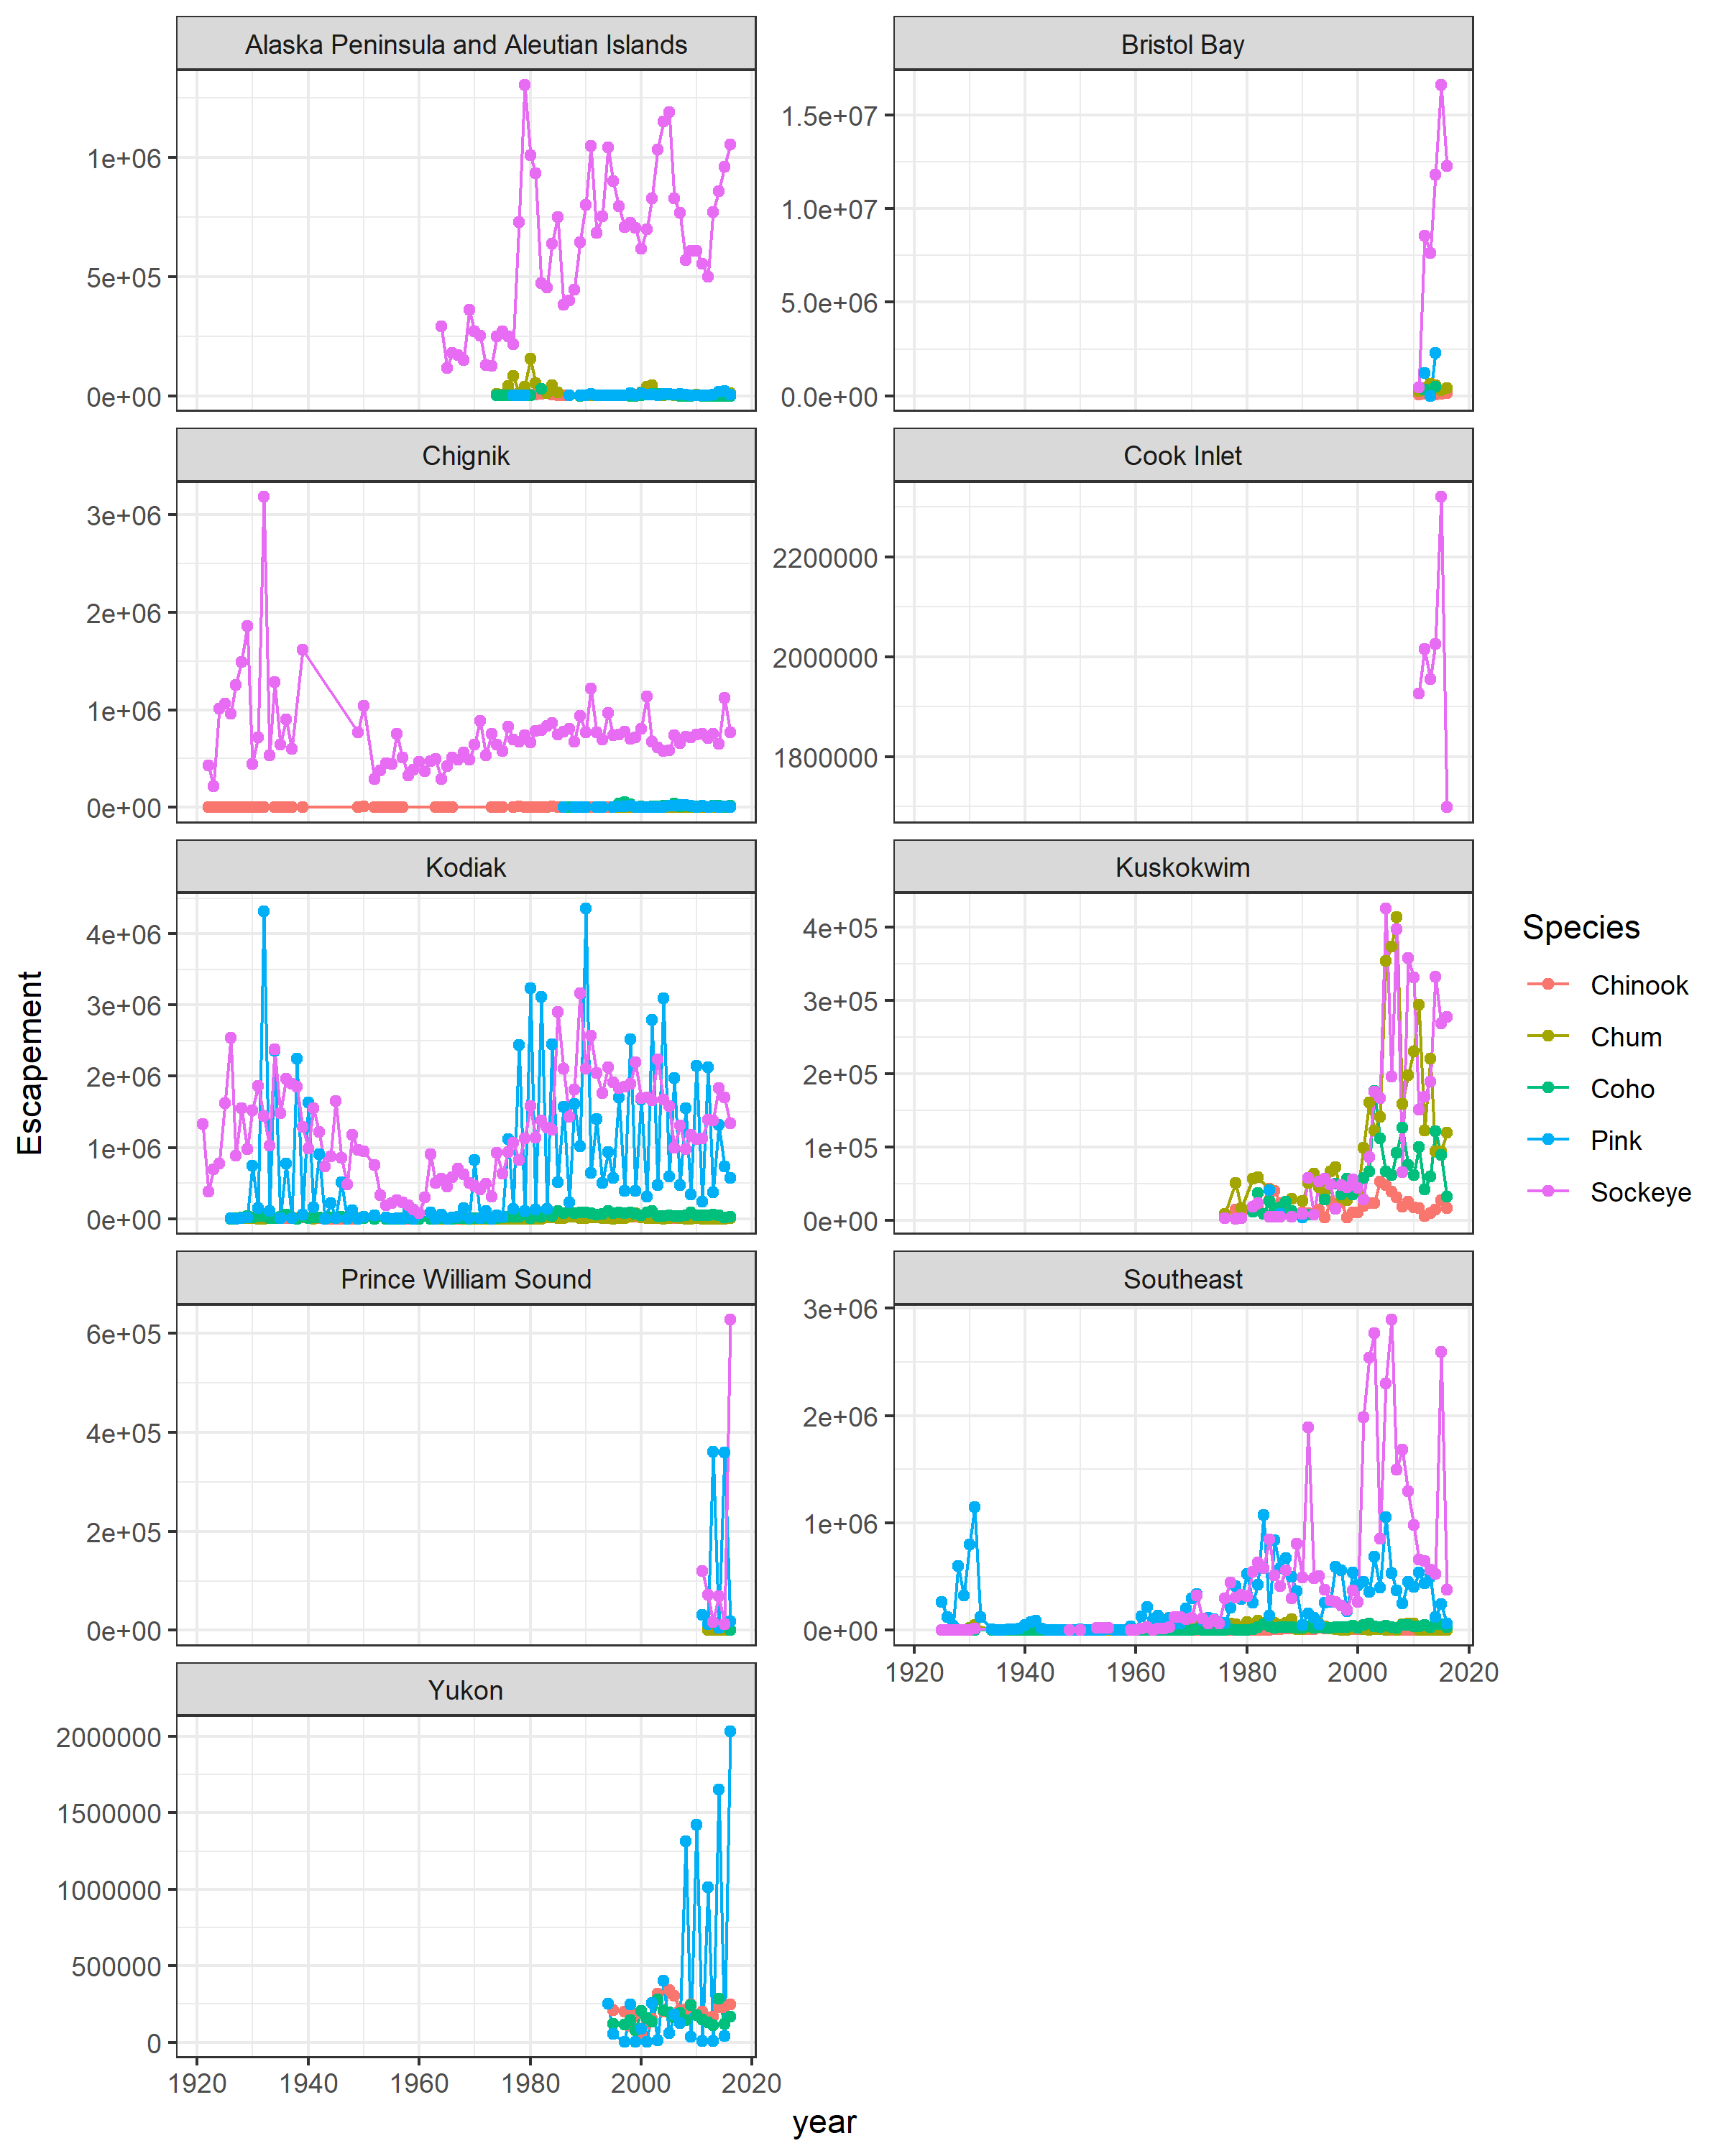 Alaska Peninsula and Aleutian Islands
1e+06
5e+05
0e+00
Bristol Bay
1.5e+07
1.0e+07
5.0e+06
0.0e+00
Chignik
3e+06
2e+06
1e+06
0e+00
Cook Inlet
2200000
2000000
1800000
Kodiak
4e+06
3e+06
2e+06
1e+06
0e+00
Kuskokwim
4e+05
3e+05
2e+05
1e+05
0e+00
Prince William Sound
6e+05
4e+05
2e+05
0e+00
Southeast
3e+06
2e+06
1e+06
0e+00
1920 1940 1960 1980 2000 2020
Yukon
2000000
1500000
1000000
500000
0
1920 1940 1960 1980 2000 2020
year
Escapement
Species
Chinook
Chum
Coho
Pink
Sockeye